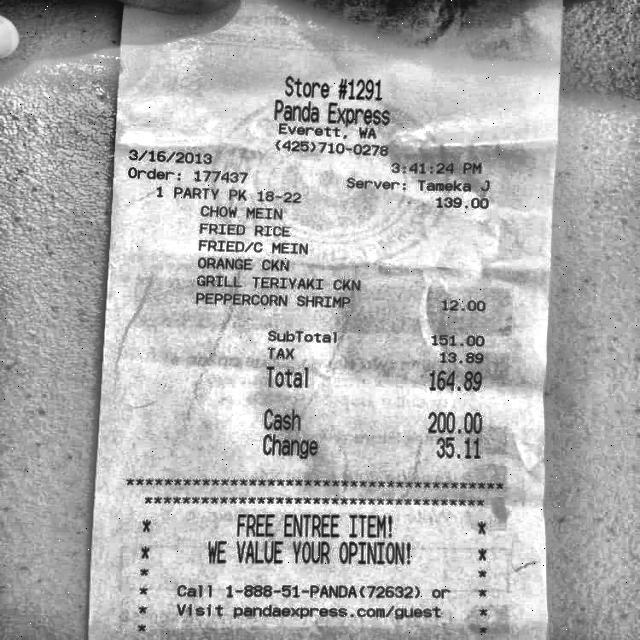 Store #1291
Panda Express
Everett, WA
(425)710-0278
3/16/2013 3:41:24 PM
Order: 177437 Server: Tameka J
1 PARTY PK 18-22 139.00
CHOW MEIN
FRIED RICE
FRIED/C MEIN
ORANGE CKN
GRILL TERIYAKI CKN
PEPPERCORN SHRIMP 12.00
SubTotal 151.00
TAX 13.89
Total 164.89
Cash 200.00
Change 35.11
****************************************
************************************
* FREE ENTREE ITEM! *
* WE VALUE YOUR OPINION! *
* *
* Call 1-888-51-PANDA(72632) or *
* Visit pandaexpress.com/guest *
* *